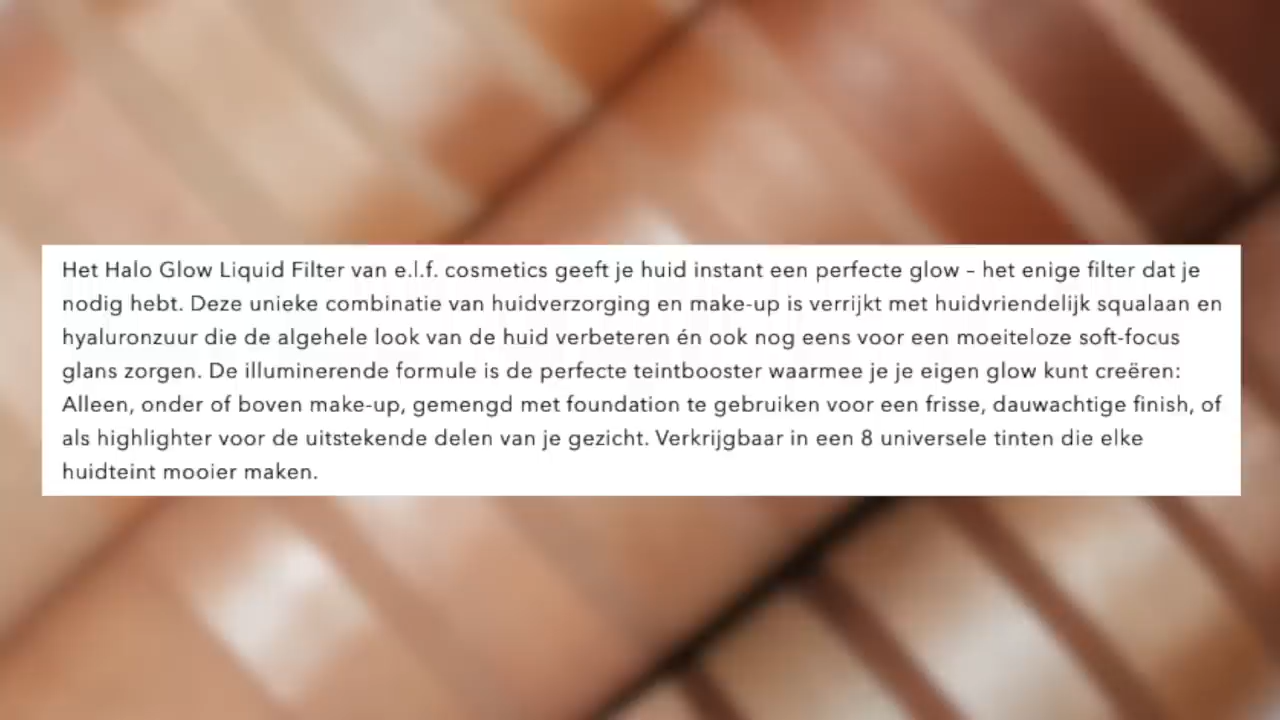 Het Halo Glow Liquid Filter van e.l.f. cosmetics geeft je huid instant een perfecte glow – het enige filter dat je
nodig hebt. Deze unieke combinatie van huidverzorging en make-up is verrijkt met huidvriendelijk squalaan en
hyaluronzuur die de algehele look van de huid verbeteren én ook nog eens voor een moeiteloze soft-focus
glans zorgen. De illuminerende formule is de perfecte teintbooster waarmee je je eigen glow kunt creëren:
Alleen, onder of boven make-up, gemengd met foundation te gebruiken voor een frisse, dauwachtige finish, of
als highlighter voor de uitstekende delen van je gezicht. Verkrijgbaar in een 8 universele tinten die elke
huidteint mooier maken.